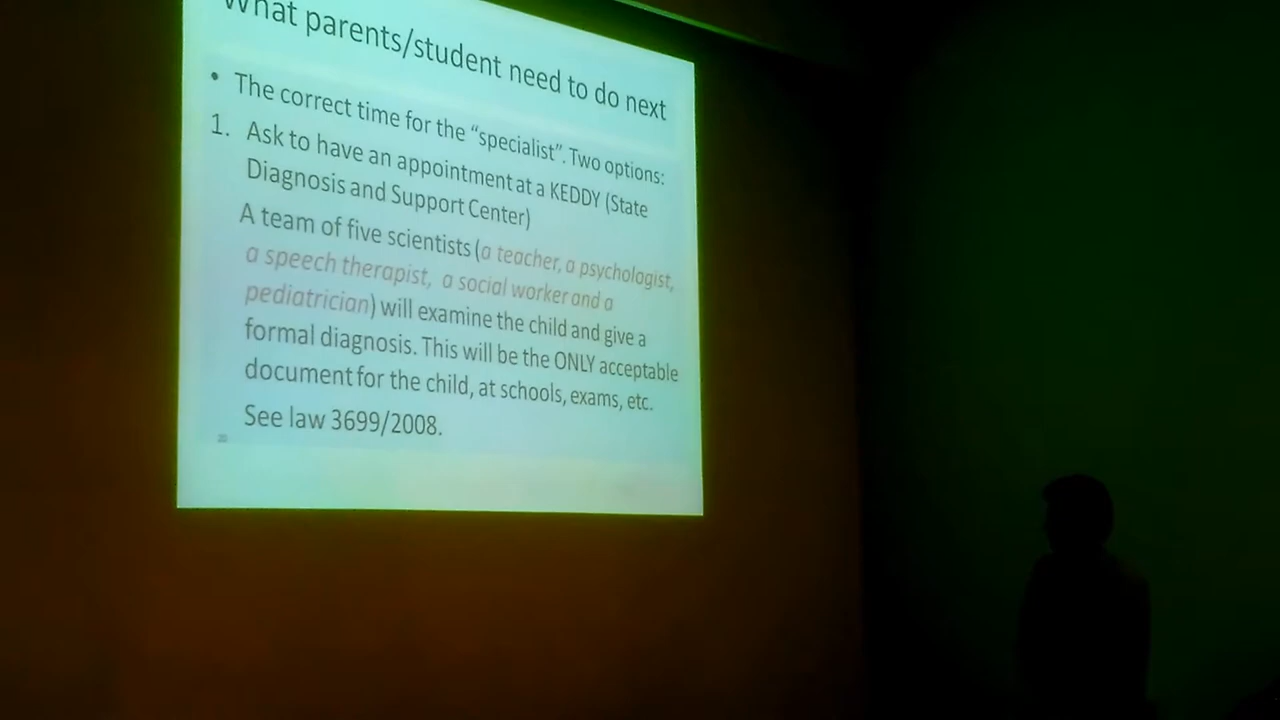 What parents/student need to do next
• The correct time for the “specialist”. Two options:
1. Ask to have an appointment at a KEDDY (State
Diagnosis and Support Center)
A team of five scientists (a teacher, a psychologist,
a speech therapist, a social worker and a
pediatrician) will examine the child and give a
formal diagnosis. This will be the ONLY acceptable
document for the child, at schools, exams, etc.
See law 3699/2008.